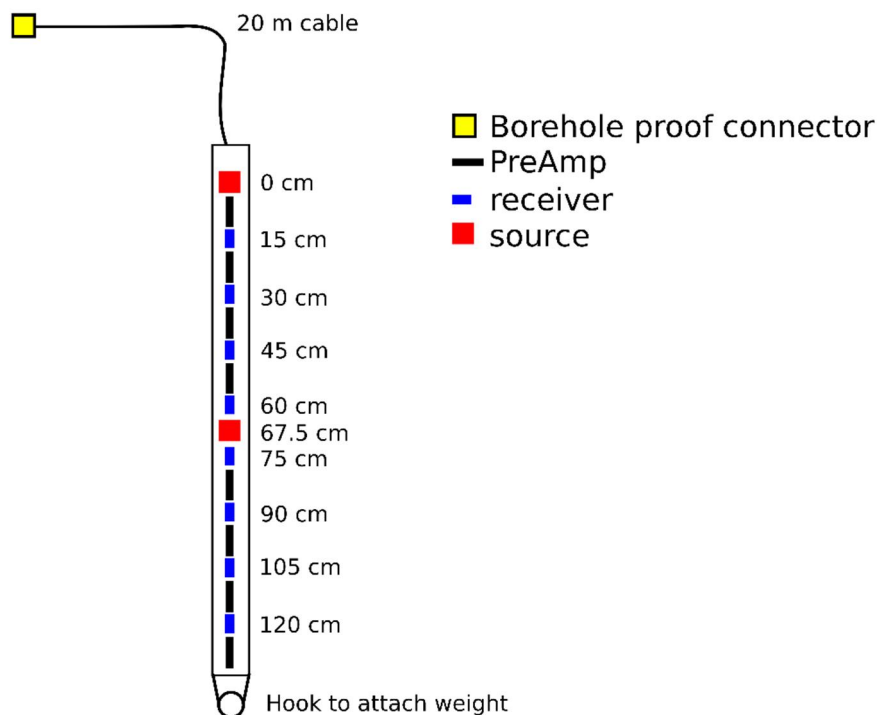 20 m cable
Borehole proof connector
PreAmp
receiver
source
0 cm
15 cm
30 cm
45 cm
60 cm
67.5 cm
75 cm
90 cm
105 cm
120 cm
Hook to attach weight